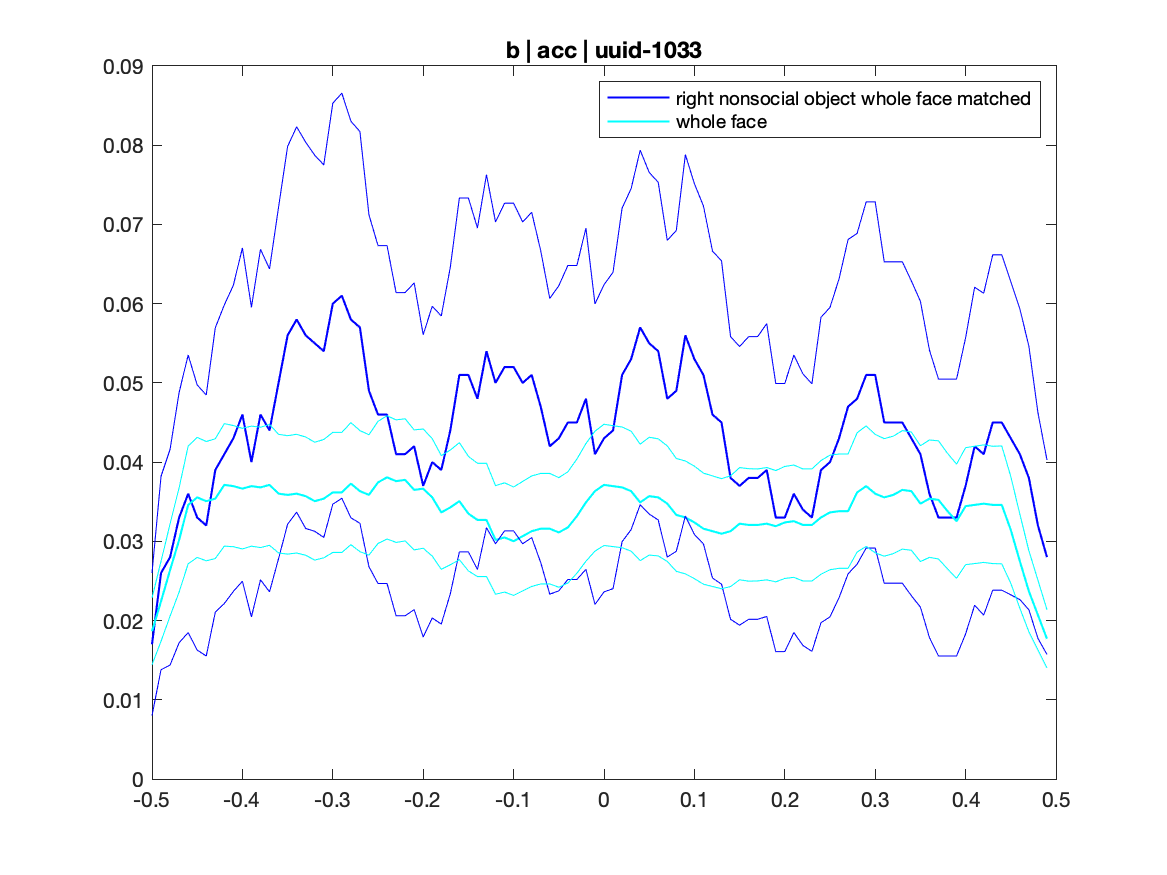 b | acc | uuid-1033
0.09
right nonsocial object whole face matched
whole face
0.08
0.07
0.06
0.05
0.04
0.03
0.02
0.01
0
-0.5 -0.4 -0.3 -0.2 -0.1 0 0.1 0.2 0.3 0.4 0.5